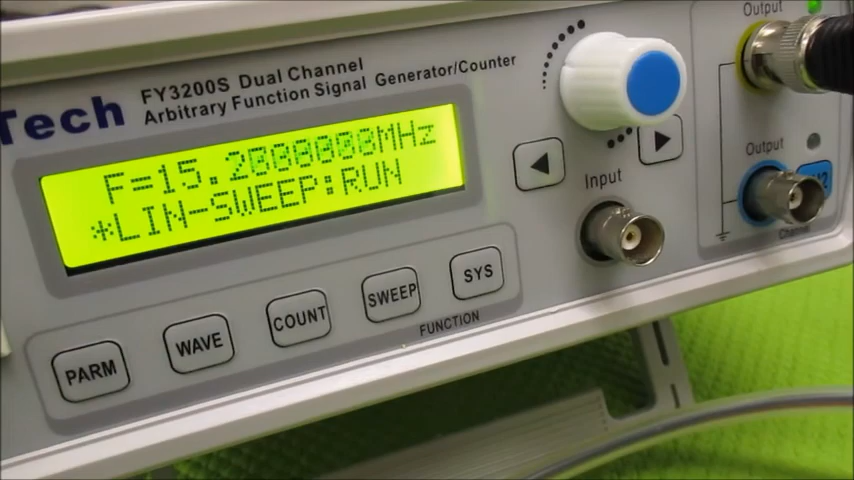 Tech
FY3200S Dual Channel
Arbitrary Function Signal Generator/Counter
F=15.2000000MHz
*LIN-SWEEP:RUN
PARM
WAVE
COUNT
SWEEP
SYS
FUNCTION
Input
Output
Output
Channel